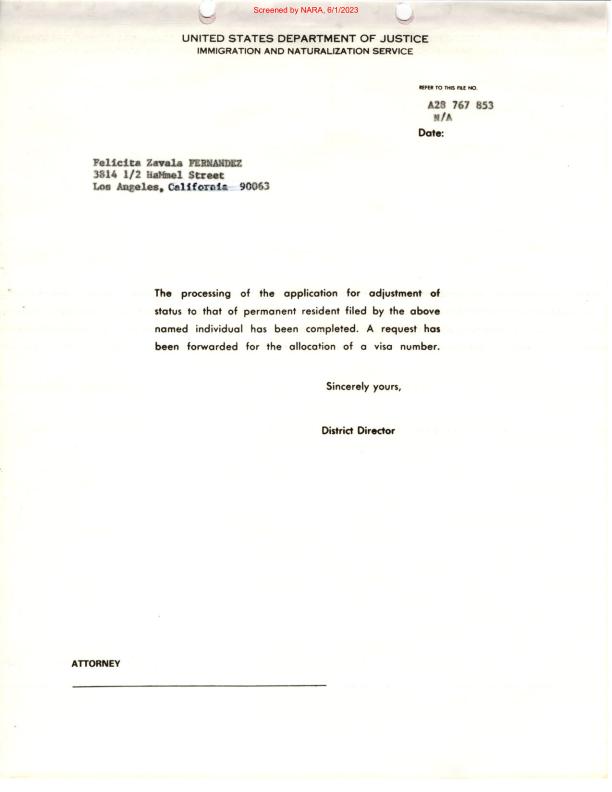 Screened by NARA, 6/1/2023
UNITED STATES DEPARTMENT OF JUSTICE
IMMIGRATION AND NATURALIZATION SERVICE
REFER TO THIS FILE NO.
A28 767 853
N/A
Date:
Felicita Zavala FERNANDEZ
3814 1/2 HaMmel Street
Los Angeles, California 90063
The processing of the application for adjustment of
status to that of permanent resident filed by the above
named individual has been completed. A request has
been forwarded for the allocation of a visa number.
Sincerely yours,
District Director
ATTORNEY